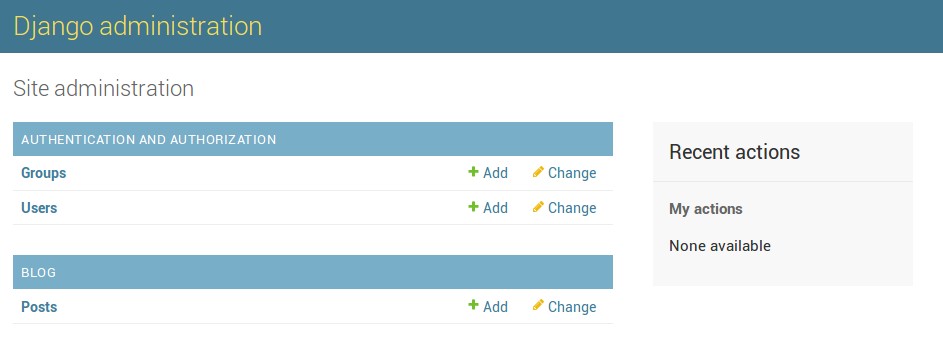 Django administration
Site administration
AUTHENTICATION AND AUTHORIZATION
Groups Add Change
Users Add Change
BLOG
Posts Add Change
Recent actions
My actions
None available